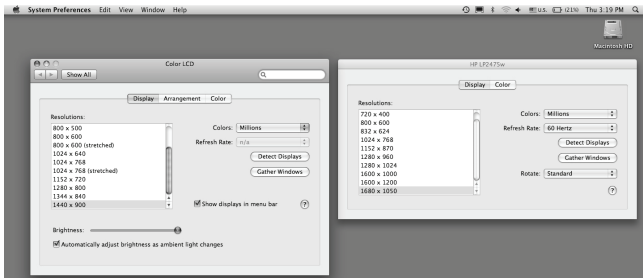 System Preferences Edit View Window Help
U.S. (21%) Thu 3:19 PM
Macintosh HD
Color LCD
Show All
Display Arrangement Color
Resolutions:
800 x 500
800 x 600
800 x 600 (stretched)
1024 x 640
1024 x 768
1024 x 768 (stretched)
1152 x 720
1280 x 800
1344 x 840
1440 x 900
Colors: Millions
Refresh Rate: n/a
Detect Displays
Gather Windows
Show displays in menu bar ?
Brightness:
Automatically adjust brightness as ambient light changes
HP LP2475w
Display Color
Resolutions:
720 x 400
800 x 600
832 x 624
1024 x 768
1152 x 870
1280 x 960
1280 x 1024
1600 x 1000
1600 x 1200
1680 x 1050
Colors: Millions
Refresh Rate: 60 Hertz
Detect Displays
Gather Windows
Rotate: Standard
?